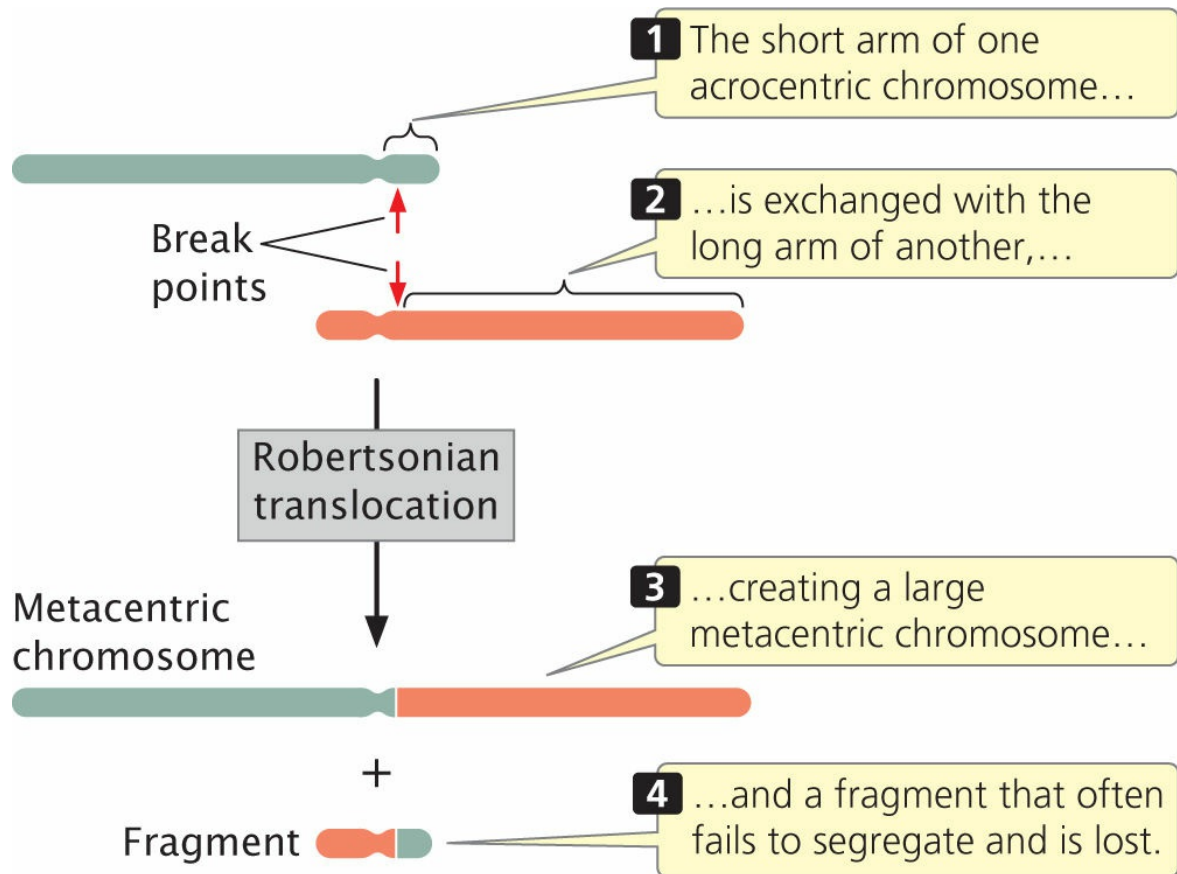 1 The short arm of one
acrocentric chromosome…
2 …is exchanged with the
long arm of another,…
Break
points
Robertsonian
translocation
Metacentric
chromosome
3 …creating a large
metacentric chromosome…
+
4 …and a fragment that often
fails to segregate and is lost.
Fragment